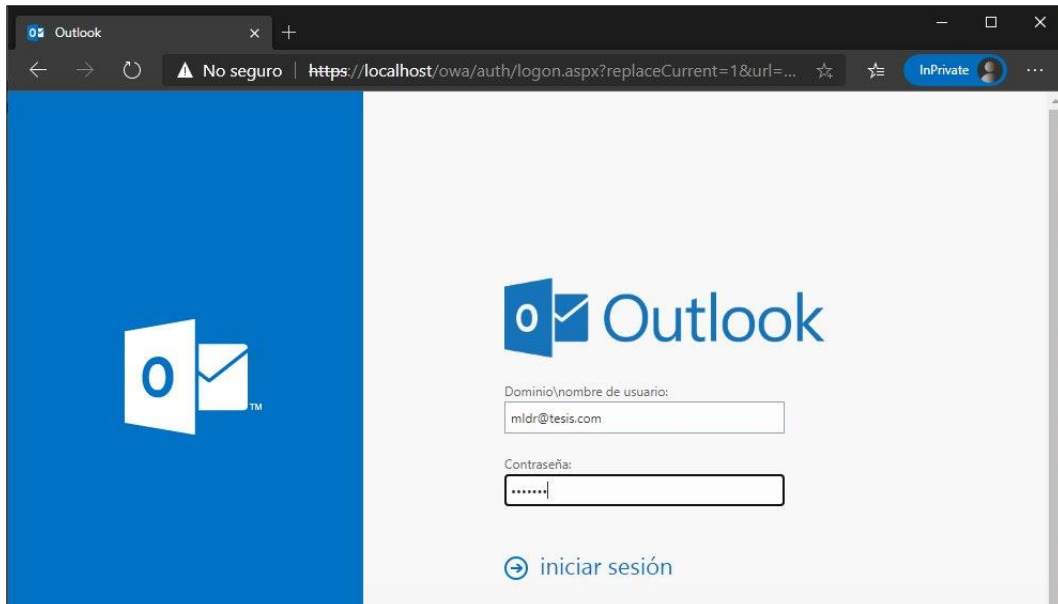 Outlook
No seguro | https://localhost/owa/auth/logon.aspx?replaceCurrent=1&url=... InPrivate
Outlook
O
TM
Dominio\nombre de usuario:
mldr@tesis.com
Contraseña:
•••••••
iniciar sesión